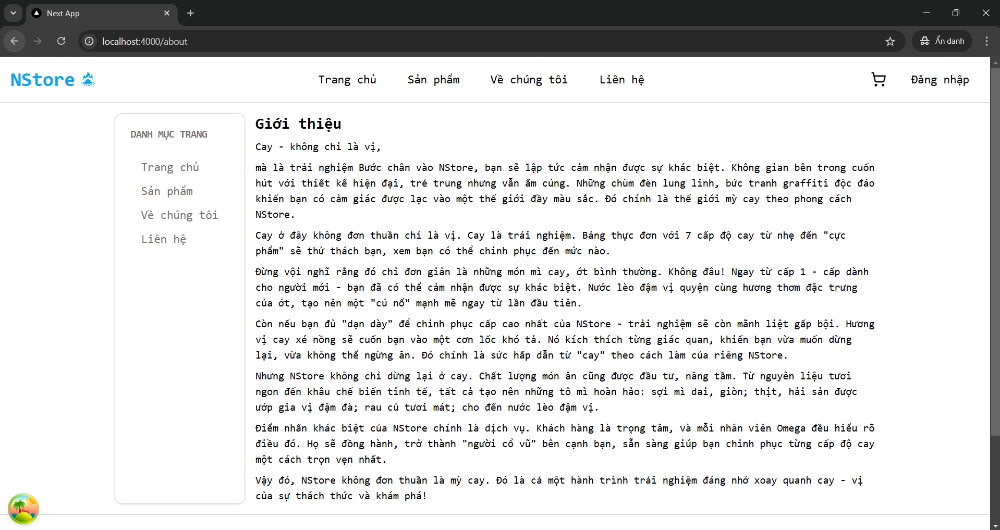 Next App
localhost:4000/about
Ẩn danh
NStore
Trang chủ
Sản phẩm
Về chúng tôi
Liên hệ
Đăng nhập
DANH MỤC TRANG
Trang chủ
Sản phẩm
Về chúng tôi
Liên hệ
Giới thiệu
Cay - không chỉ là vị,
mà là trải nghiệm Bước chân vào NStore, bạn sẽ lập tức cảm nhận được sự khác biệt. Không gian bên trong cuốn
hút với thiết kế hiện đại, trẻ trung nhưng vẫn ấm cúng. Những chùm đèn lung linh, bức tranh graffiti độc đáo
khiến bạn có cảm giác được lạc vào một thế giới đầy màu sắc. Đó chính là thế giới mỳ cay theo phong cách
NStore.
Cay ở đây không đơn thuần chỉ là vị. Cay là trải nghiệm. Bảng thực đơn với 7 cấp độ cay từ nhẹ đến "cực
phẩm" sẽ thử thách bạn, xem bạn có thể chinh phục đến mức nào.
Đừng vội nghĩ rằng đó chỉ đơn giản là những món mì cay, ớt bình thường. Không đâu! Ngay từ cấp 1 - cấp dành
cho người mới - bạn đã có thể cảm nhận được sự khác biệt. Nước lèo đậm vị quyện cùng hương thơm đặc trưng
của ớt, tạo nên một "cú nổ" mạnh mẽ ngay từ lần đầu tiên.
Còn nếu bạn đủ "dạn dày" để chinh phục cấp cao nhất của NStore - trải nghiệm sẽ còn mãnh liệt gấp bội. Hương
vị cay xé nồng sẽ cuốn bạn vào một cơn lốc khó tả. Nó kích thích từng giác quan, khiến bạn vừa muốn dừng
lại, vừa không thể ngừng ăn. Đó chính là sức hấp dẫn từ "cay" theo cách làm của riêng NStore.
Nhưng NStore không chỉ dừng lại ở cay. Chất lượng món ăn cũng được đầu tư, nâng tầm. Từ nguyên liệu tươi
ngon đến khâu chế biến tinh tế, tất cả tạo nên những tô mì hoàn hảo: sợi mì dai, giòn; thịt, hải sản được
ướp gia vị đậm đà; rau củ tươi mát; cho đến nước lèo đậm vị.
Điểm nhấn khác biệt của NStore chính là dịch vụ. Khách hàng là trọng tâm, và mỗi nhân viên Omega đều hiểu rõ
điều đó. Họ sẽ đồng hành, trở thành "người cổ vũ" bên cạnh bạn, sẵn sàng giúp bạn chinh phục từng cấp độ cay
một cách trọn vẹn nhất.
Vậy đó, NStore không đơn thuần là mỳ cay. Đó là cả một hành trình trải nghiệm đáng nhớ xoay quanh cay - vị
của sự thách thức và khám phá!